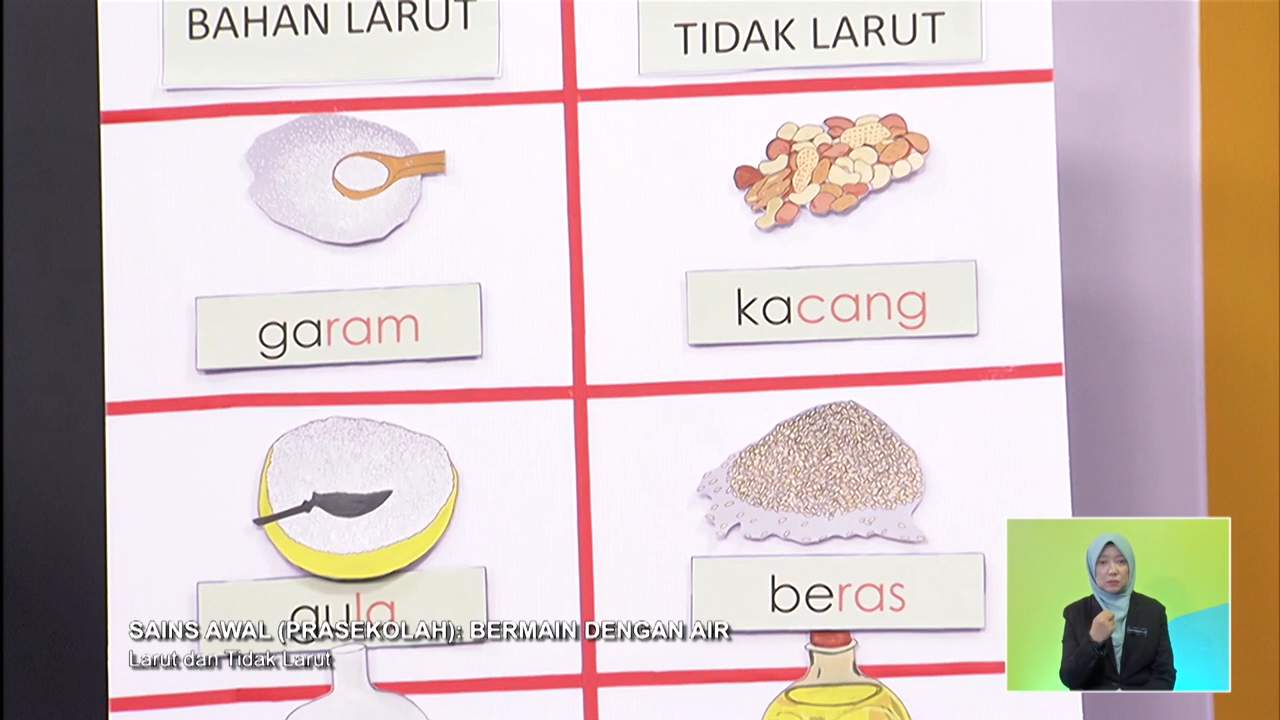 BAHAN LARUT
TIDAK LARUT
garam
kacang
gula
beras
SAINS AWAL (PRASEKOLAH): BERMAIN DENGAN AIR
Larut dan Tidak Larut